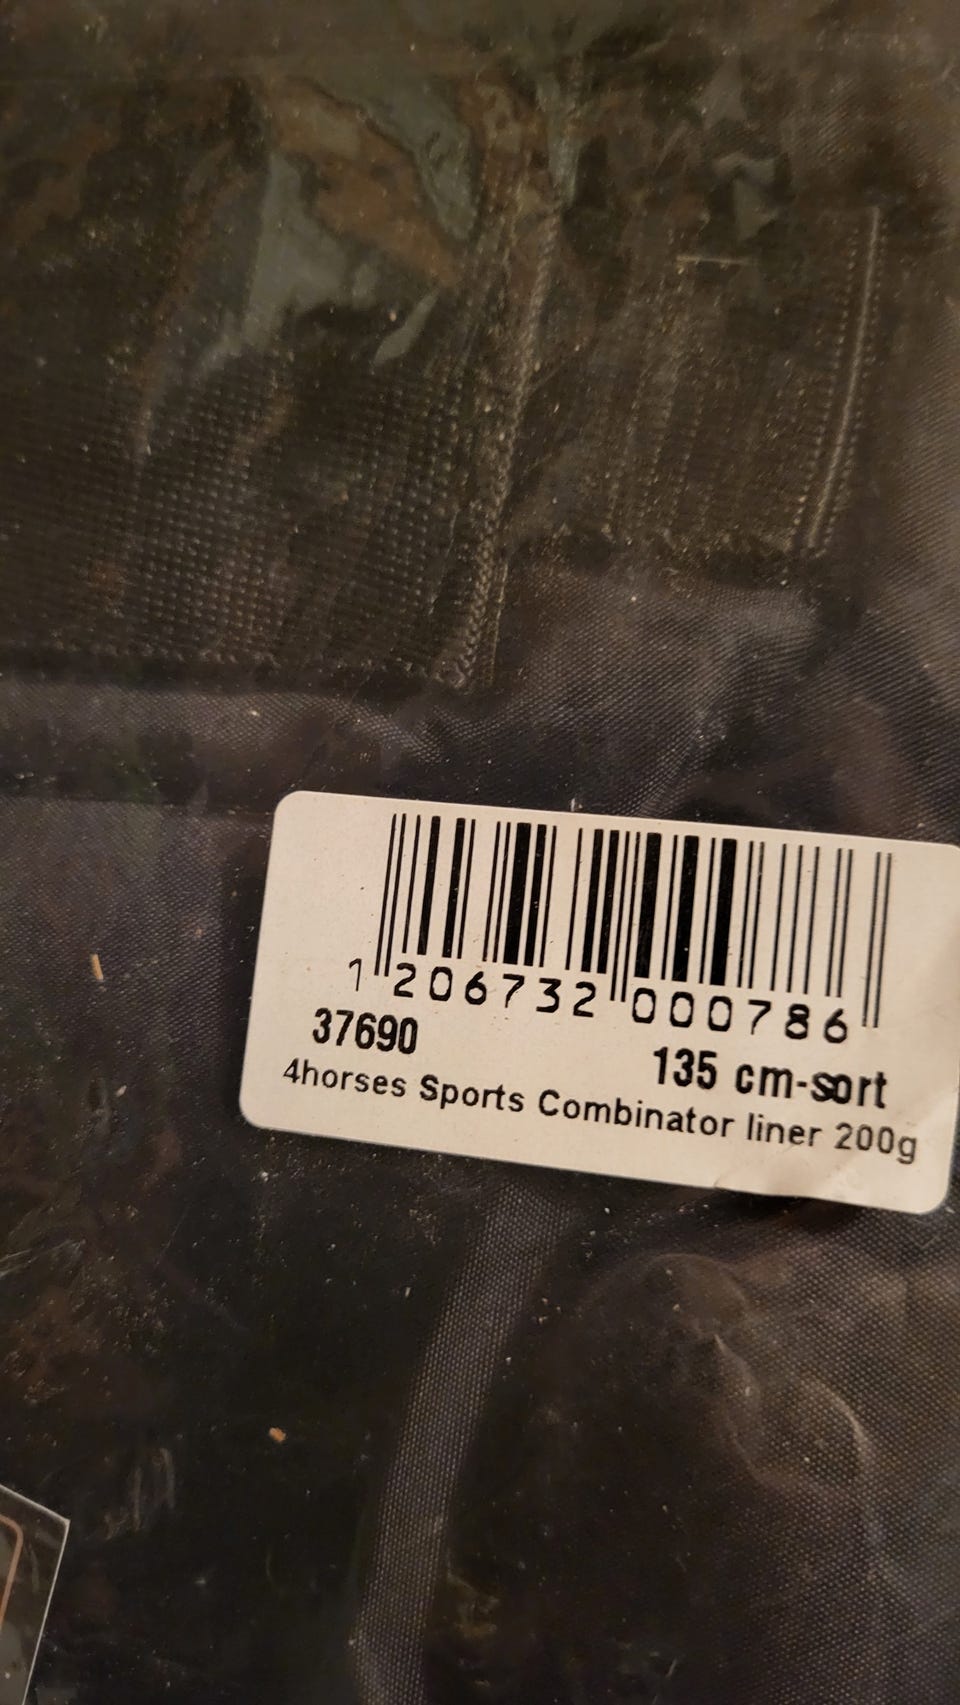 1 206732 000786
37690
135 cm-sort
4horses Sports Combinator liner 200g